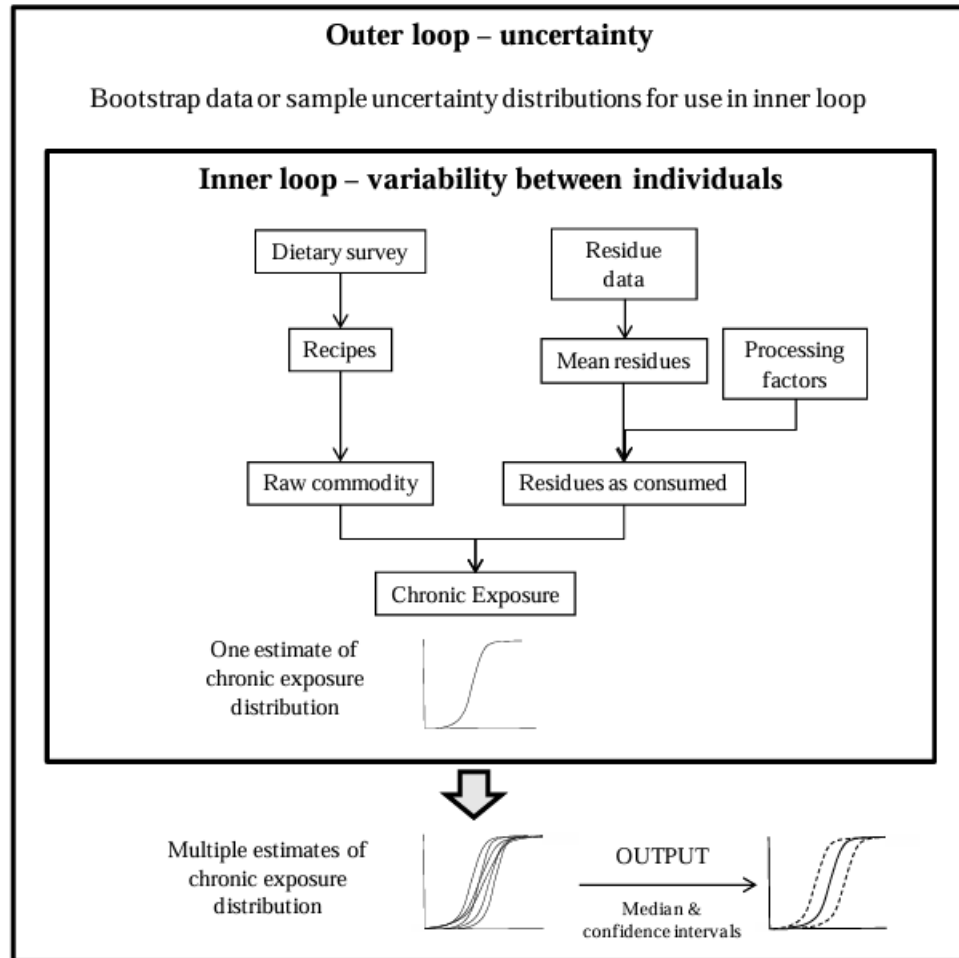 Outer loop – uncertainty
Bootstrap data or sample uncertainty distributions for use in inner loop
Inner loop – variability between individuals
Dietary survey
Residue
data
Recipes
Mean residues
Processing
factors
Raw commodity
Residues as consumed
Chronic Exposure
One estimate of
chronic exposure
distribution
Multiple estimates of
chronic exposure
distribution
OUTPUT
Median &
confidence intervals